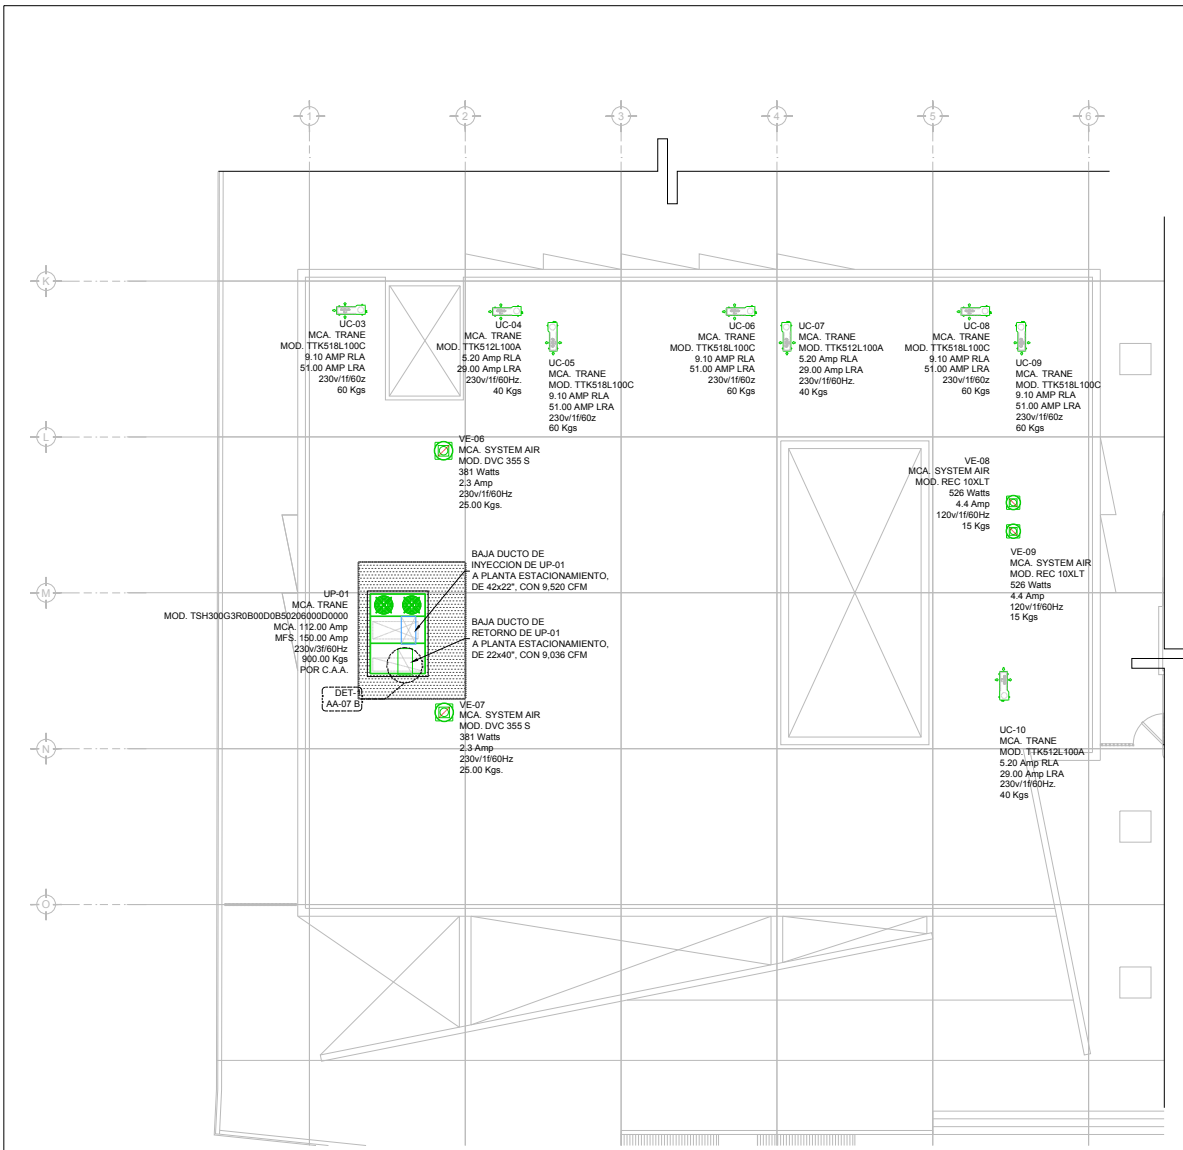 1
2
3
4
5
6
K
L
M
N
O
UC-03
MCA. TRANE
MOD. TTK518L100C
9.10 AMP RLA
51.00 AMP LRA
230v/1f/60z
60 Kgs
UC-04
MCA. TRANE
MOD. TTK512L100A
5.20 Amp RLA
29.00 Amp LRA
230v/1f/60Hz.
40 Kgs
UC-05
MCA. TRANE
MOD. TTK518L100C
9.10 AMP RLA
51.00 AMP LRA
230v/1f/60z
60 Kgs
UC-06
MCA. TRANE
MOD. TTK518L100C
9.10 AMP RLA
51.00 AMP LRA
230v/1f/60z
60 Kgs
UC-07
MCA. TRANE
MOD. TTK512L100A
5.20 Amp RLA
29.00 Amp LRA
230v/1f/60Hz.
40 Kgs
UC-08
MCA. TRANE
MOD. TTK518L100C
9.10 AMP RLA
51.00 AMP LRA
230v/1f/60z
60 Kgs
UC-09
MCA. TRANE
MOD. TTK518L100C
9.10 AMP RLA
51.00 AMP LRA
230v/1f/60z
60 Kgs
VE-06
MCA. SYSTEM AIR
MOD. DVC 355 S
381 Watts
2.3 Amp
230v/1f/60Hz
25.00 Kgs.
VE-08
MCA. SYSTEM AIR
MOD. REC 10XLT
526 Watts
4.4 Amp
120v/1f/60Hz
15 Kgs
VE-09
MCA. SYSTEM AIR
MOD. REC 10XLT
526 Watts
4.4 Amp
120v/1f/60Hz
15 Kgs
BAJA DUCTO DE
INYECCION DE UP-01
A PLANTA ESTACIONAMIENTO,
DE 42x22", CON 9,520 CFM
BAJA DUCTO DE
RETORNO DE UP-01
A PLANTA ESTACIONAMIENTO,
DE 22x40", CON 9,036 CFM
UP-01
MCA. TRANE
MOD. TSH300G3R0B00D0B50206000D0000
MCA. 112.00 Amp
MFS. 150.00 Amp
230v/3f/60Hz
900.00 Kgs
POR C.A.A.
DET-1
AA-07 B
VE-07
MCA. SYSTEM AIR
MOD. DVC 355 S
381 Watts
2.3 Amp
230v/1f/60Hz
25.00 Kgs.
UC-10
MCA. TRANE
MOD. TTK512L100A
5.20 Amp RLA
29.00 Amp LRA
230v/1f/60Hz.
40 Kgs